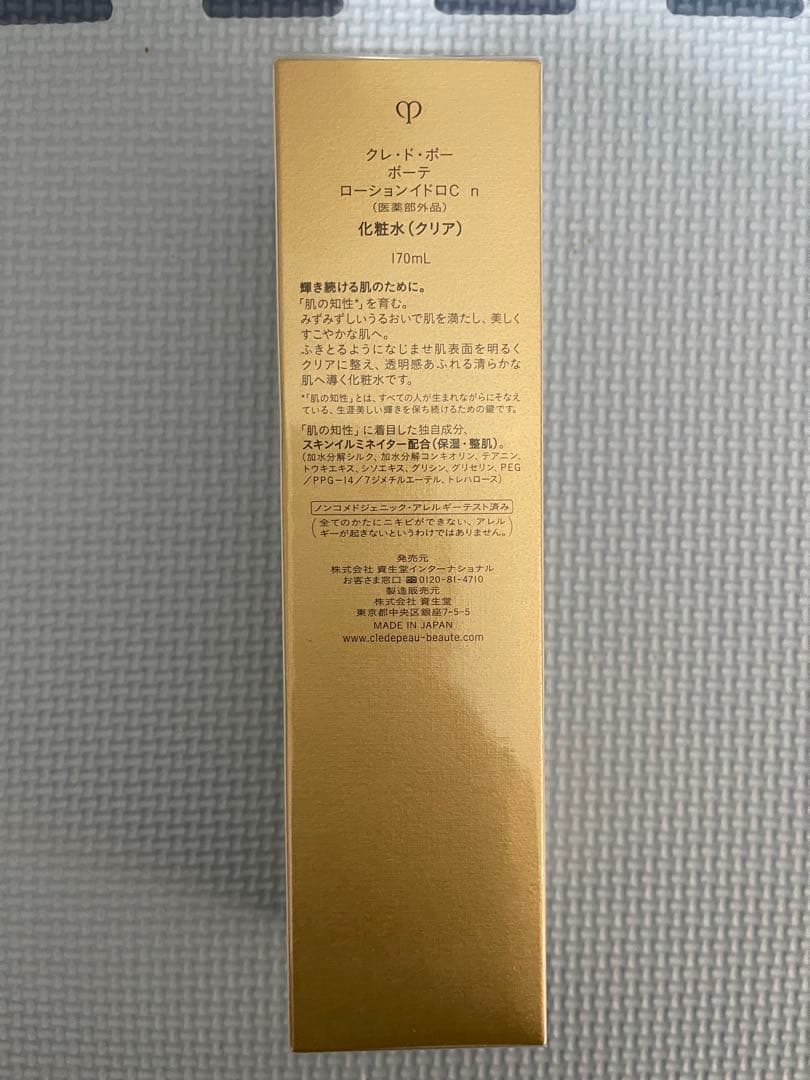 クレ・ド・ポー
ボーテ
ローションイドロC n
（医薬部外品）
化粧水（クリア）
170mL
輝き続ける肌のために。
「肌の知性*」を育む。
みずみずしいうるおいで肌を満たし、美しく
すこやかな肌へ。
ふきとるようになじませ肌表面を明るく
クリアに整え、透明感あふれる清らかな
肌へ導く化粧水です。
*「肌の知性」とは、すべての人が生まれながらにそなえ
ている、生涯美しい輝きを保ち続けるための鍵です。
「肌の知性」に着目した独自成分、
スキンイルミネイター配合（保湿・整肌）。
（加水分解シルク、加水分解コンキオリン、テアニン、
トウキエキス、シソエキス、グリシン、グリセリン、PEG
／PPG-14／7ジメチルエーテル、トレハロース）
ノンコメドジェニック・アレルギーテスト済み
（全てのかたにニキビができない、アレル
ギーが起きないというわけではありません。）
発売元
株式会社 資生堂インターナショナル
お客さま窓口 0120-81-4710
製造販売元
株式会社 資生堂
東京都中央区銀座7-5-5
MADE IN JAPAN
www.cledepeau-beaute.com